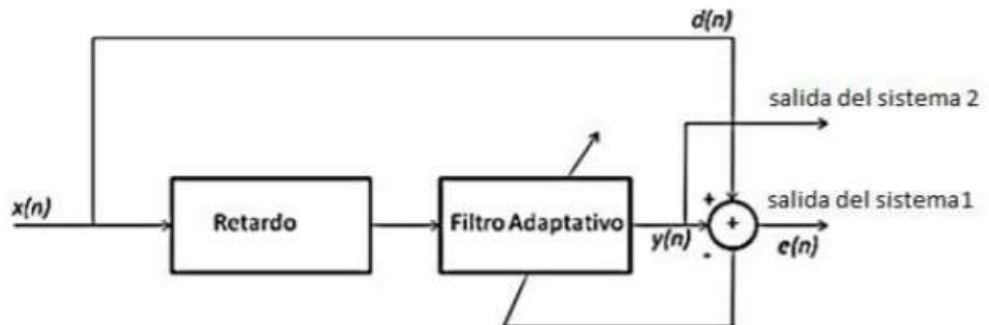 d(n)
salida del sistema 2
x(n)
Retardo
Filtro Adaptativo
y(n)
+
+
-
salida del sistema1
e(n)